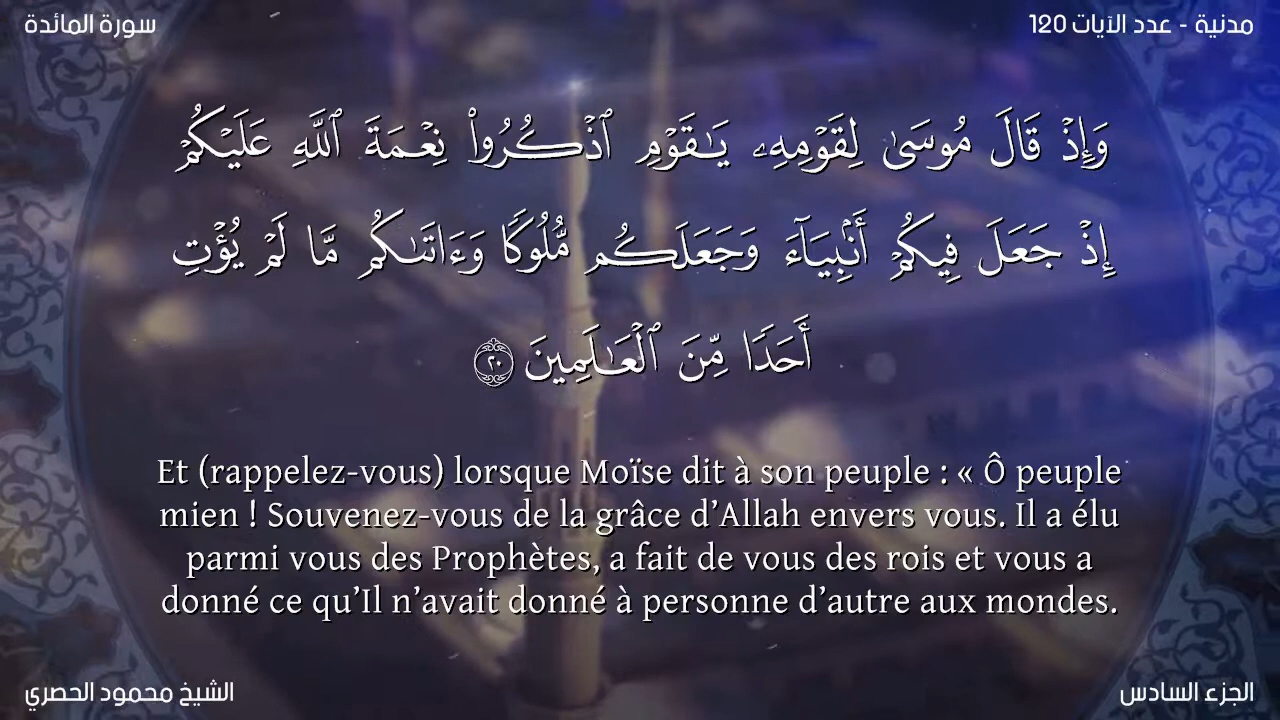 سورة المائدة
مدنية - عدد الآيات 120
وَإِذْ قَالَ مُوسَىٰ لِقَوْمِهِۦ يَـٰقَوْمِ ٱذْكُرُوا۟ نِعْمَةَ ٱللَّهِ عَلَيْكُمْ
إِذْ جَعَلَ فِيكُمْ أَنۢبِيَآءَ وَجَعَلَكُم مُّلُوكًا وَءَاتَىٰكُم مَّا لَمْ يُؤْتِ
أَحَدًا مِّنَ ٱلْعَـٰلَمِينَ ٢٠
Et (rappelez-vous) lorsque Moïse dit à son peuple : « Ô peuple
mien ! Souvenez-vous de la grâce d’Allah envers vous. Il a élu
parmi vous des Prophètes, a fait de vous des rois et vous a
donné ce qu’Il n’avait donné à personne d’autre aux mondes.
الشيخ محمود الحصري
الجزء السادس